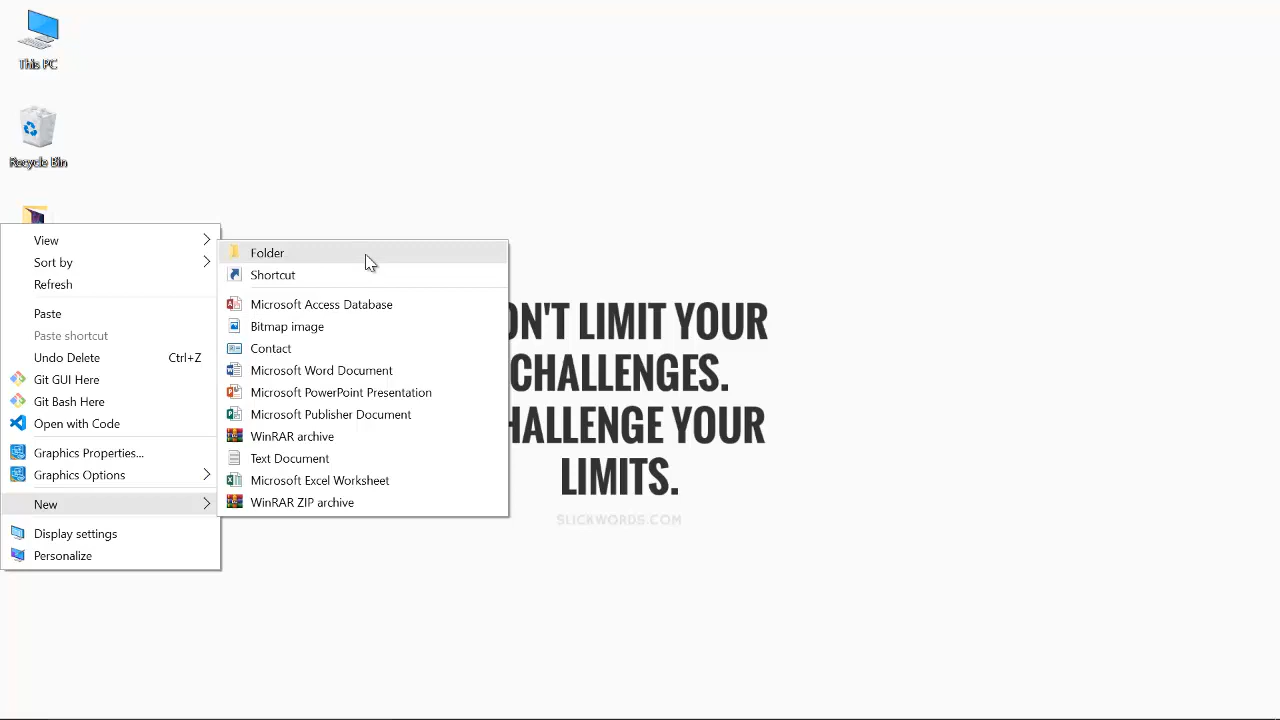 This PC
Recycle Bin
View
Sort by
Refresh
Paste
Paste shortcut
Undo Delete Ctrl+Z
Git GUI Here
Git Bash Here
Open with Code
Graphics Properties...
Graphics Options
New
Display settings
Personalize
Folder
Shortcut
Microsoft Access Database
Bitmap image
Contact
Microsoft Word Document
Microsoft PowerPoint Presentation
Microsoft Publisher Document
WinRAR archive
Text Document
Microsoft Excel Worksheet
WinRAR ZIP archive
ON'T LIMIT YOUR
CHALLENGES.
HALLENGE YOUR
LIMITS.
SLICKWORDS.COM